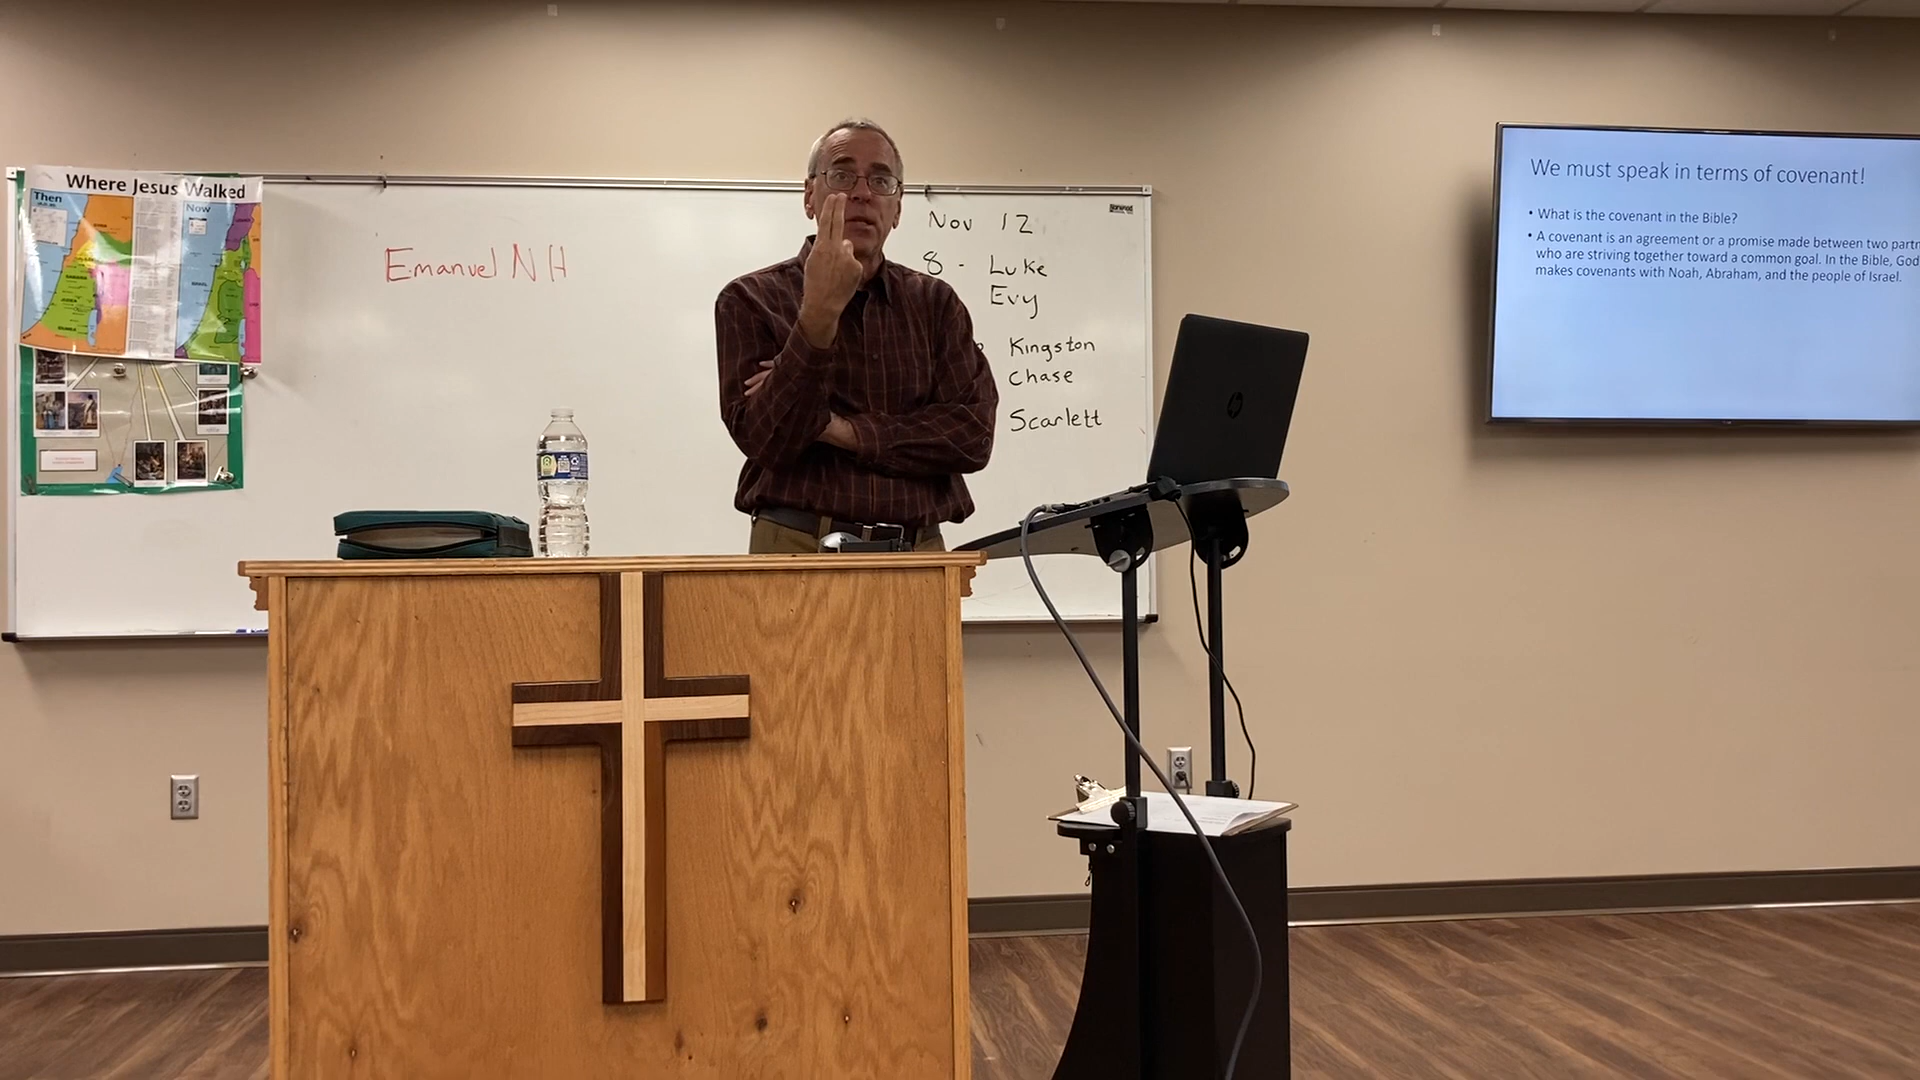 Where Jesus Walked
Then
Now
Emanuel NH
Nov 12
8 - Luke
Evy
Kingston
Chase
Scarlett
hp
We must speak in terms of covenant!
• What is the covenant in the Bible?
• A covenant is an agreement or a promise made between two partn
who are striving together toward a common goal. In the Bible, God
makes covenants with Noah, Abraham, and the people of Israel.